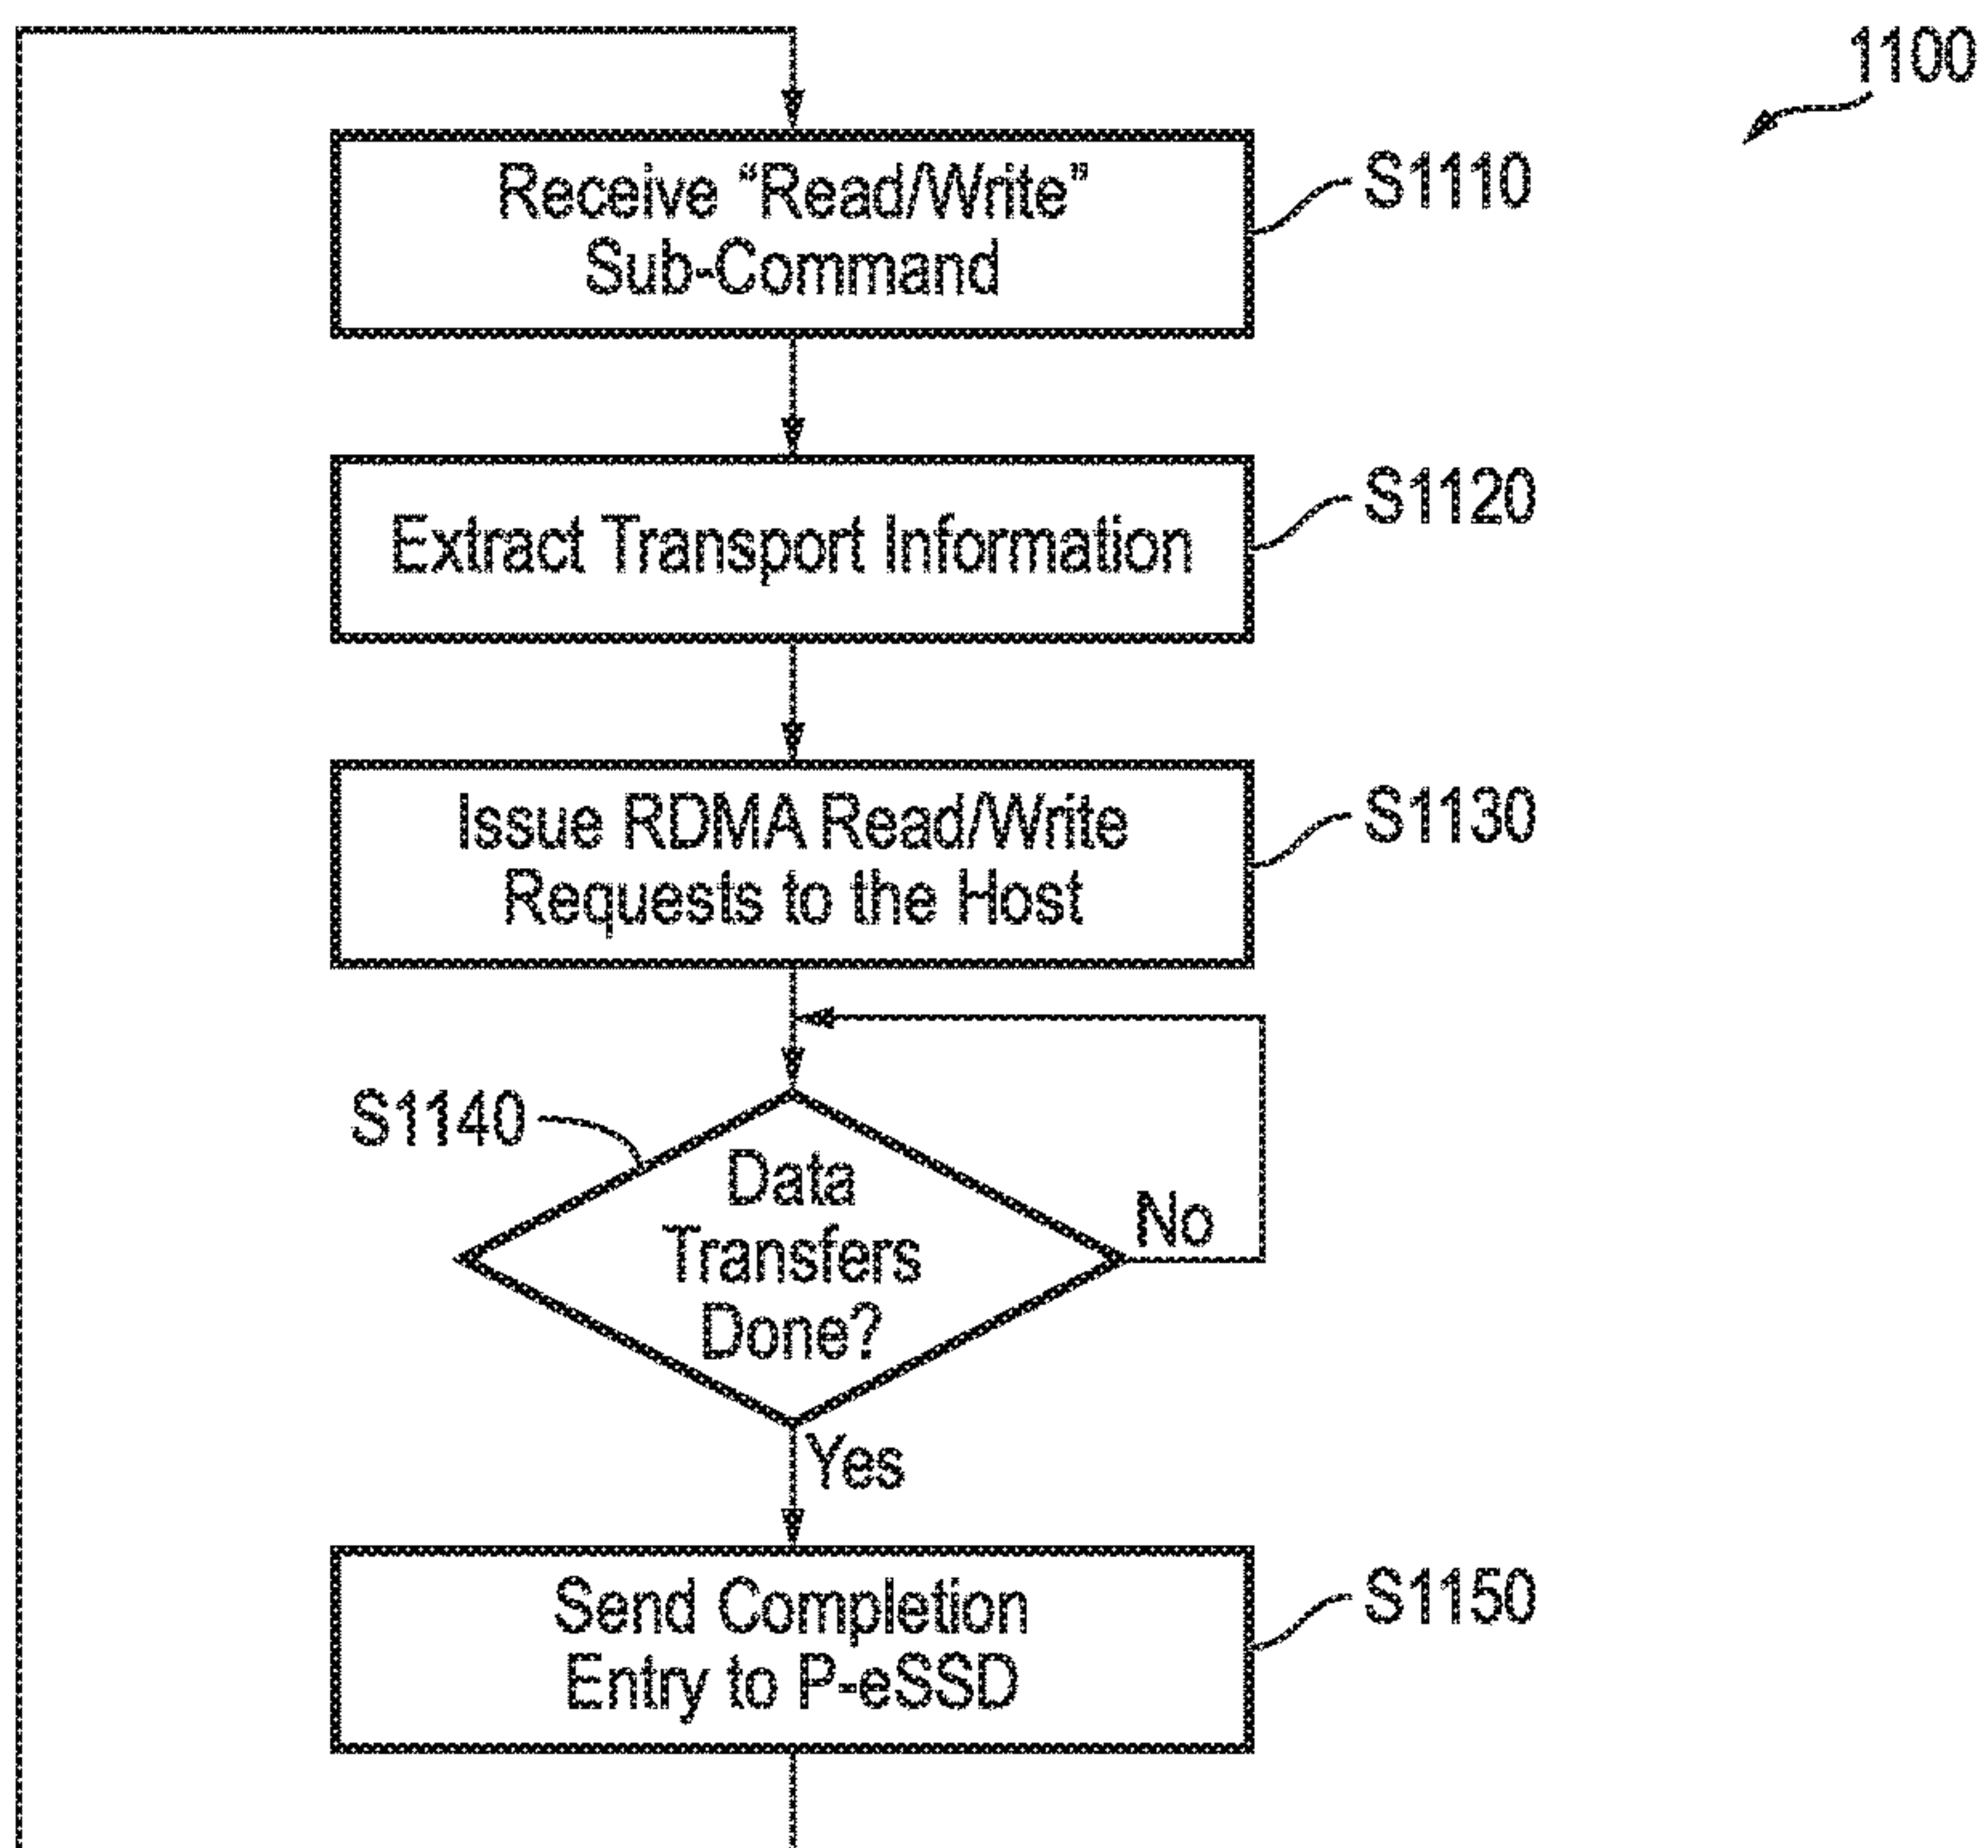 1100
Receive “Read/Write”
Sub-Command
S1110
Extract Transport Information
S1120
Issue RDMA Read/Write
Requests to the Host
S1130
S1140
Data
Transfers
Done?
No
Yes
Send Completion
Entry to P-eSSD
S1150